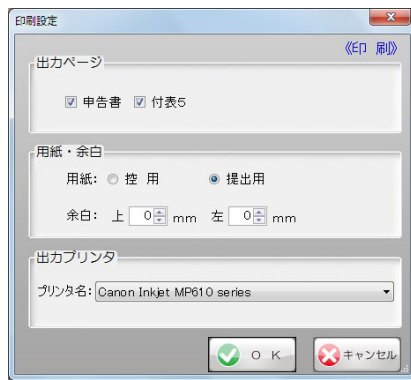 印刷設定
《印 刷》
出力ページ
申告書 付表5
用紙・余白
用紙: 控 用 提出用
余白: 上 0 mm 左 0 mm
出力プリンタ
プリンタ名: Canon Inkjet MP610 series
O K キャンセル